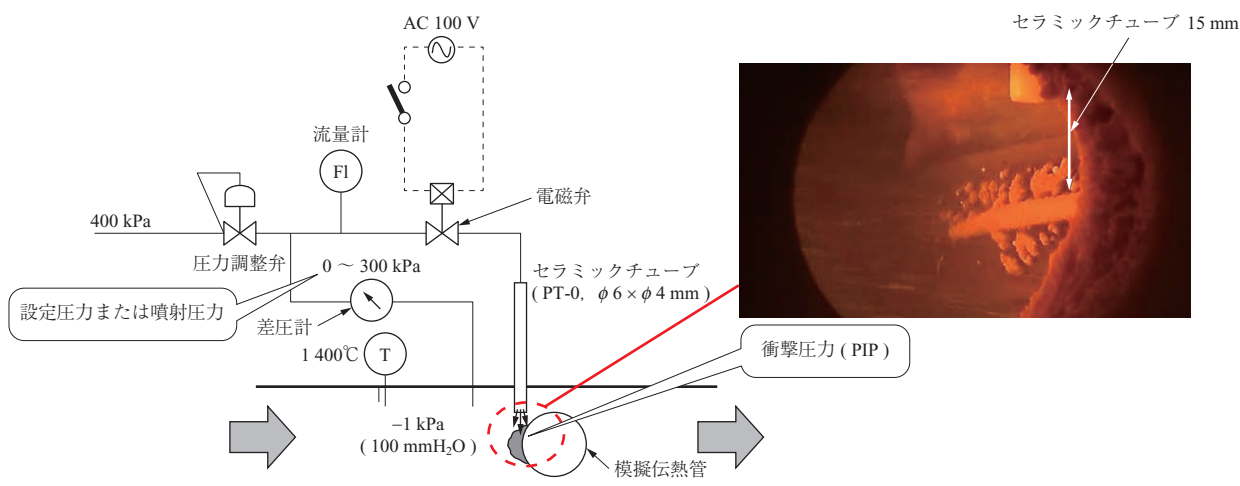 セラミックチューブ 15 mm
AC 100 V
流量計
FI
電磁弁
400 kPa
圧力調整弁
0 ～ 300 kPa
設定圧力または噴射圧力
差圧計
セラミックチューブ
( PT-0, φ 6 × φ 4 mm )
1 400℃
T
衝撃圧力 ( PIP )
−1 kPa
( 100 mmH₂O )
模擬伝熱管